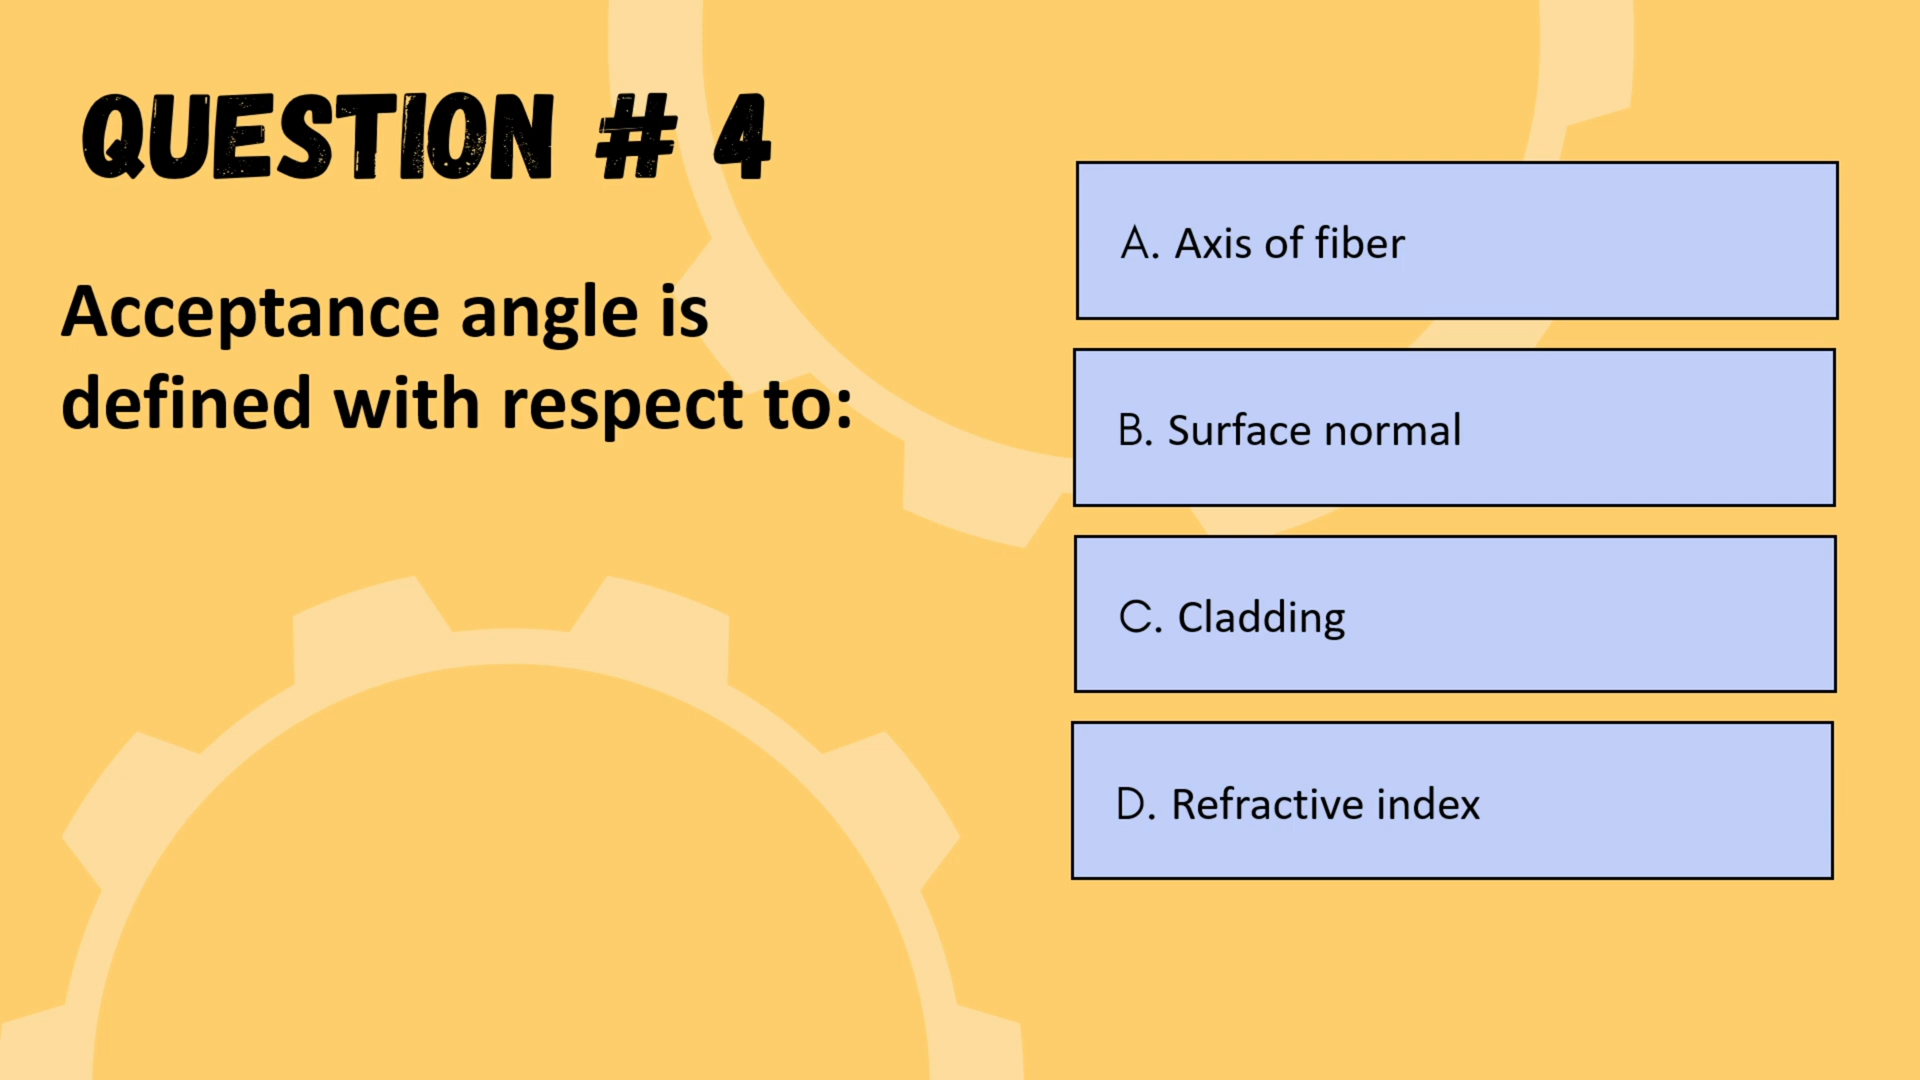 QUESTION # 4
Acceptance angle is
defined with respect to:
A. Axis of fiber
B. Surface normal
C. Cladding
D. Refractive index